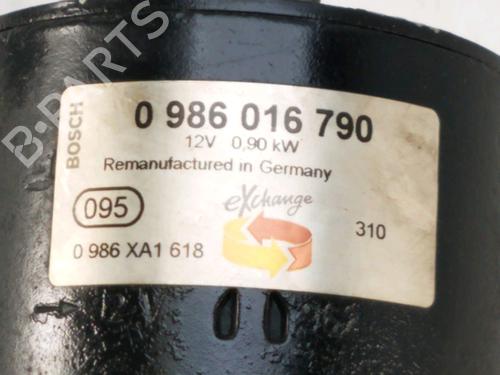 B-PARTS
BOSCH
0 986 016 790
12V 0,90 kW
Remanufactured in Germany
095
eXchange
310
0 986 XA1 618